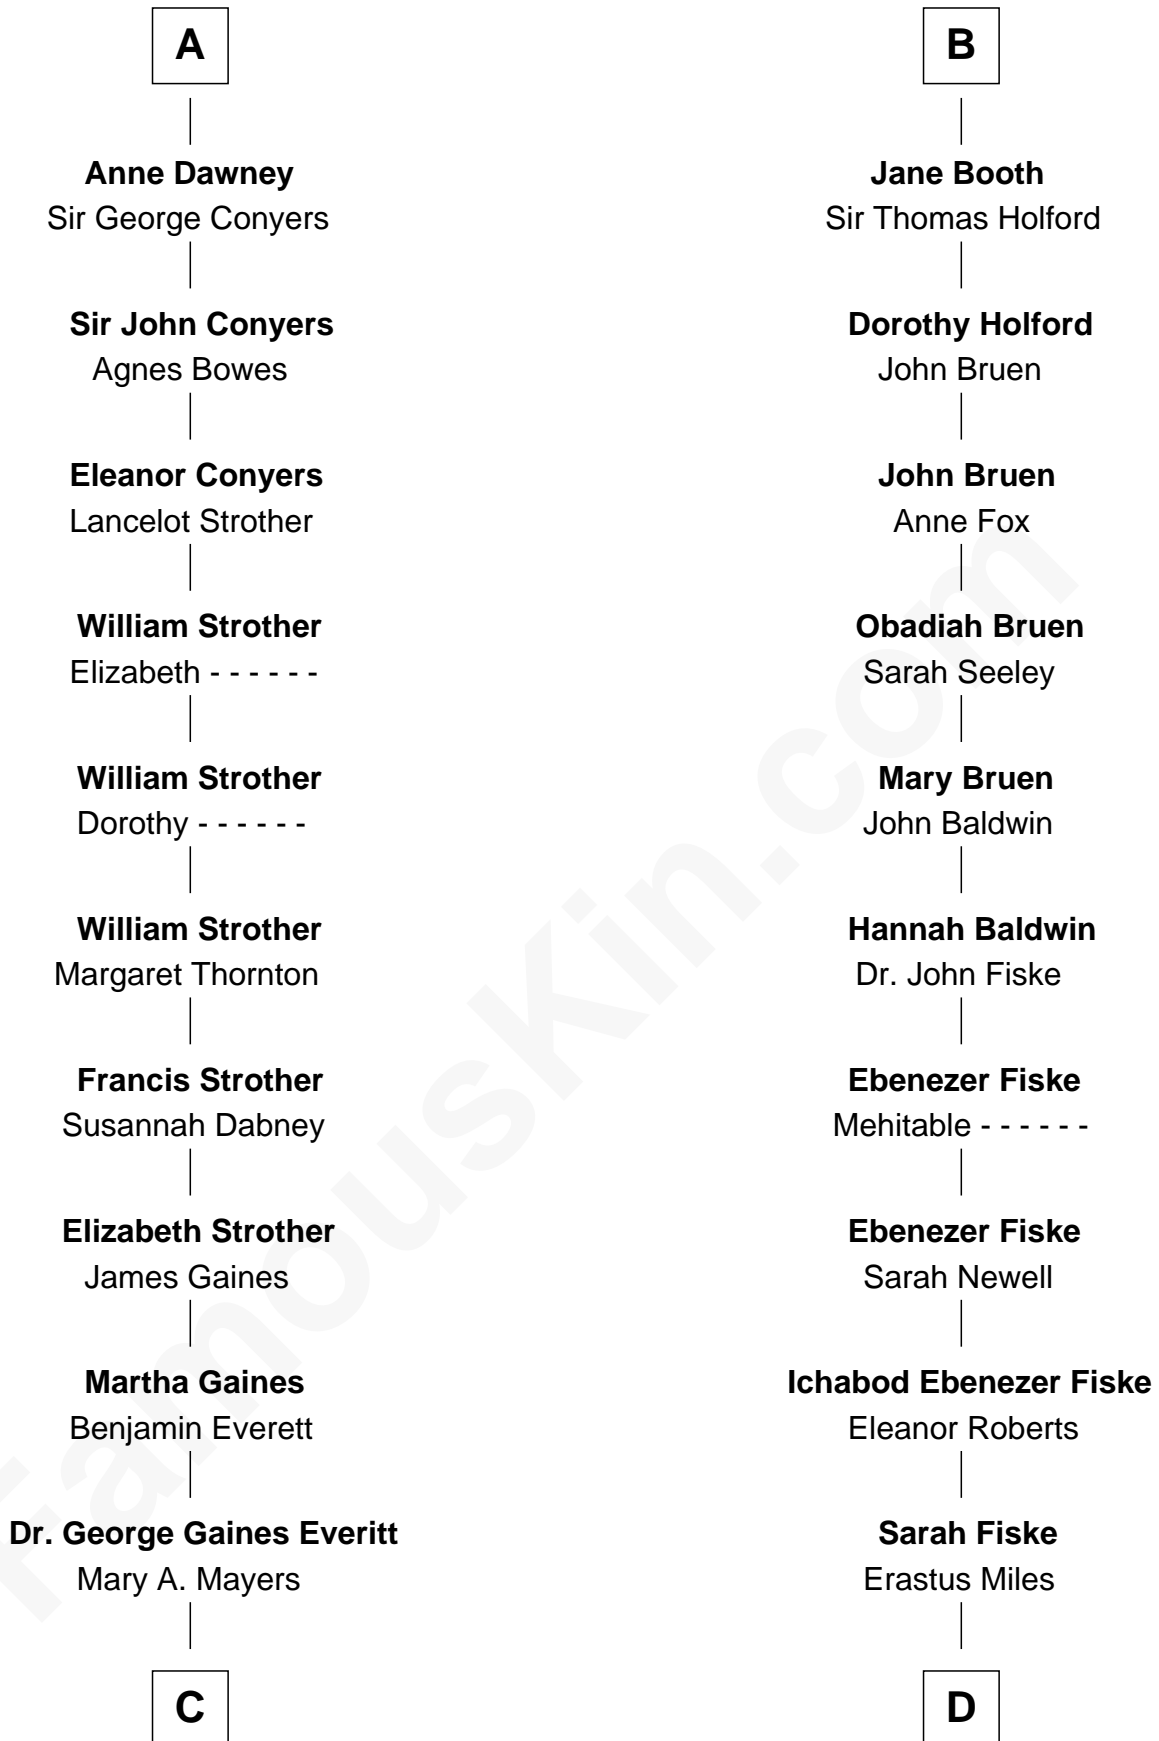 A
Anne Dawney
Sir George Conyers
Sir John Conyers
Agnes Bowes
Eleanor Conyers
Lancelot Strother
William Strother
Elizabeth - - - - - -
William Strother
Dorothy - - - - - -
William Strother
Margaret Thornton
Francis Strother
Susannah Dabney
Elizabeth Strother
James Gaines
Martha Gaines
Benjamin Everett
Dr. George Gaines Everitt
Mary A. Mayers
C
B
Jane Booth
Sir Thomas Holford
Dorothy Holford
John Bruen
John Bruen
Anne Fox
Obadiah Bruen
Sarah Seeley
Mary Bruen
John Baldwin
Hannah Baldwin
Dr. John Fiske
Ebenezer Fiske
Mehitable - - - - - -
Ebenezer Fiske
Sarah Newell
Ichabod Ebenezer Fiske
Eleanor Roberts
Sarah Fiske
Erastus Miles
D
FamousKin.com